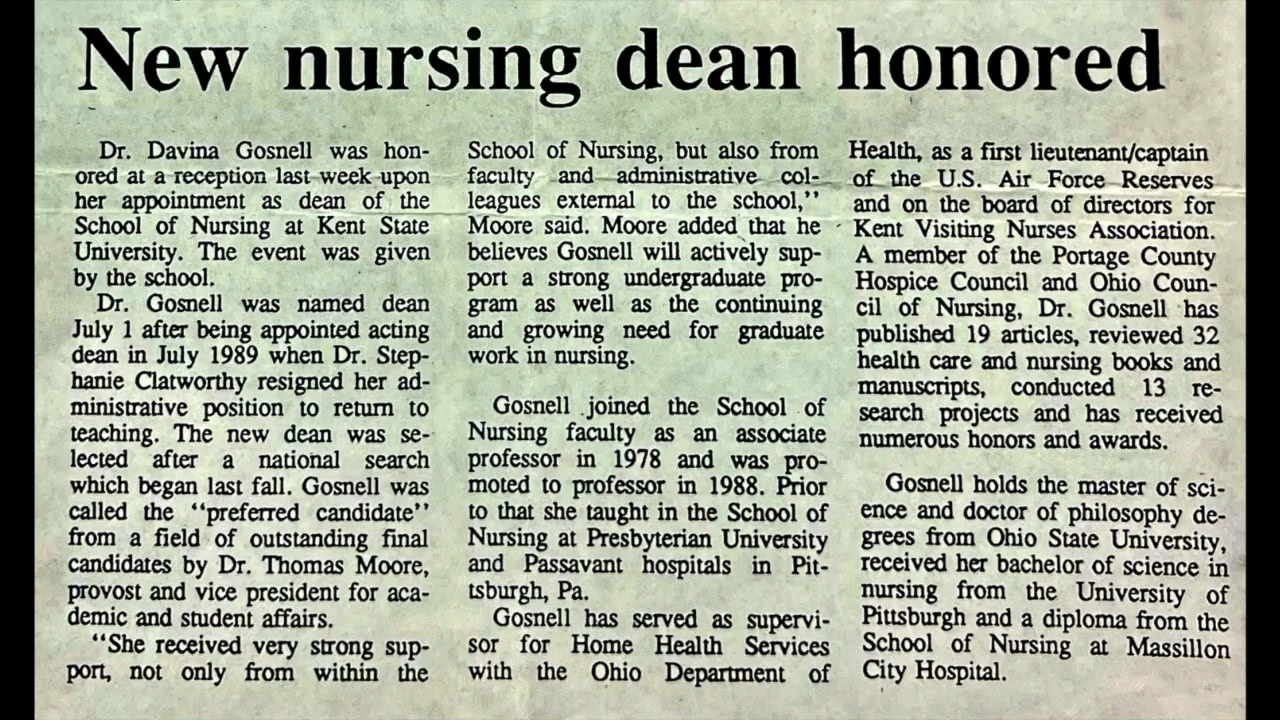 New nursing dean honored
Dr. Davina Gosnell was hon-
ored at a reception last week upon
her appointment as dean of the
School of Nursing at Kent State
University. The event was given
by the school.
Dr. Gosnell was named dean
July 1 after being appointed acting
dean in July 1989 when Dr. Step-
hanie Clatworthy resigned her ad-
ministrative position to return to
teaching. The new dean was se-
lected after a national search
which began last fall. Gosnell was
called the “preferred candidate”
from a field of outstanding final
candidates by Dr. Thomas Moore,
provost and vice president for aca-
demic and student affairs.
“She received very strong sup-
port, not only from within the
School of Nursing, but also from
faculty and administrative col-
leagues external to the school,”
Moore said. Moore added that he
believes Gosnell will actively sup-
port a strong undergraduate pro-
gram as well as the continuing
and growing need for graduate
work in nursing.
Gosnell joined the School of
Nursing faculty as an associate
professor in 1978 and was pro-
moted to professor in 1988. Prior
to that she taught in the School of
Nursing at Presbyterian University
and Passavant hospitals in Pit-
tsburgh, Pa.
Gosnell has served as supervi-
sor for Home Health Services
with the Ohio Department of
Health, as a first lieutenant/captain
of the U.S. Air Force Reserves
and on the board of directors for
Kent Visiting Nurses Association.
A member of the Portage County
Hospice Council and Ohio Coun-
cil of Nursing, Dr. Gosnell has
published 19 articles, reviewed 32
health care and nursing books and
manuscripts, conducted 13 re-
search projects and has received
numerous honors and awards.
Gosnell holds the master of sci-
ence and doctor of philosophy de-
grees from Ohio State University,
received her bachelor of science in
nursing from the University of
Pittsburgh and a diploma from the
School of Nursing at Massillon
City Hospital.